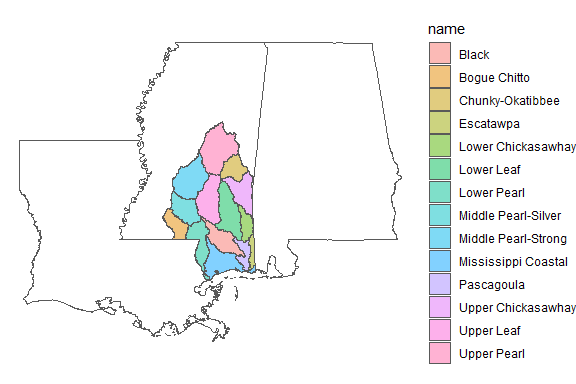 name
Black
Bogue Chitto
Chunky-Okatibbee
Escatawpa
Lower Chickasawhay
Lower Leaf
Lower Pearl
Middle Pearl-Silver
Middle Pearl-Strong
Mississippi Coastal
Pascagoula
Upper Chickasawhay
Upper Leaf
Upper Pearl